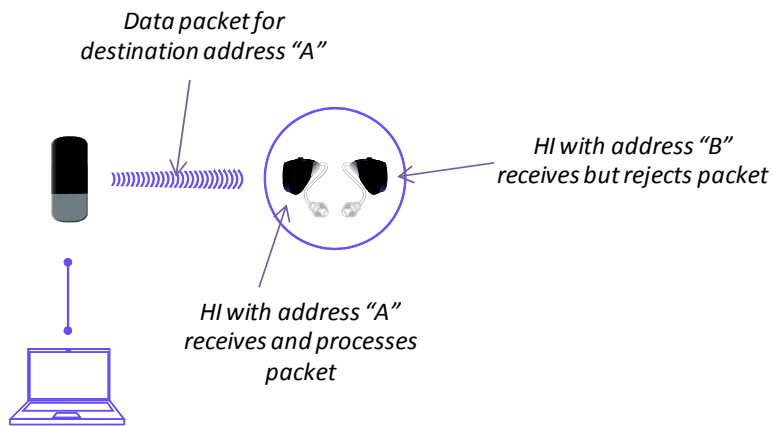 Data packet for
destination address “A”
HI with address “B”
receives but rejects packet
HI with address “A”
receives and processes
packet